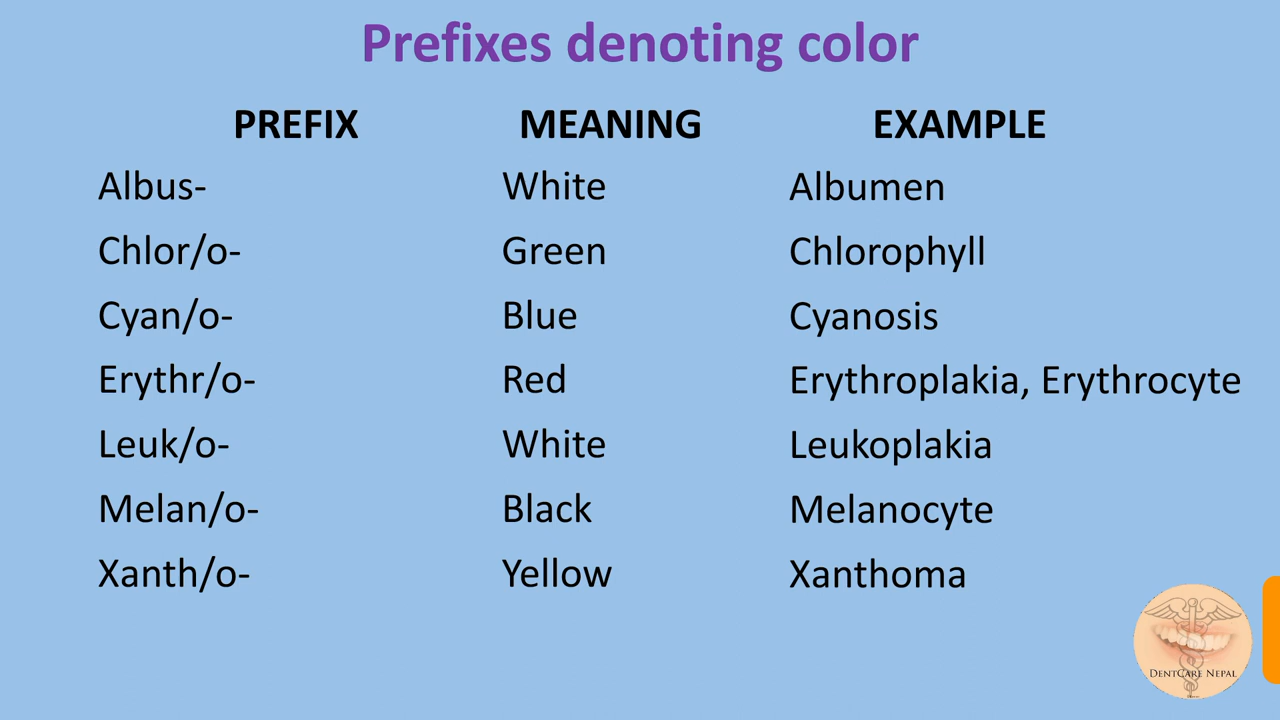 Prefixes denoting color
PREFIX MEANING EXAMPLE
Albus- White Albumen
Chlor/o- Green Chlorophyll
Cyan/o- Blue Cyanosis
Erythr/o- Red Erythroplakia, Erythrocyte
Leuk/o- White Leukoplakia
Melan/o- Black Melanocyte
Xanth/o- Yellow Xanthoma
DENTCARE NEPAL